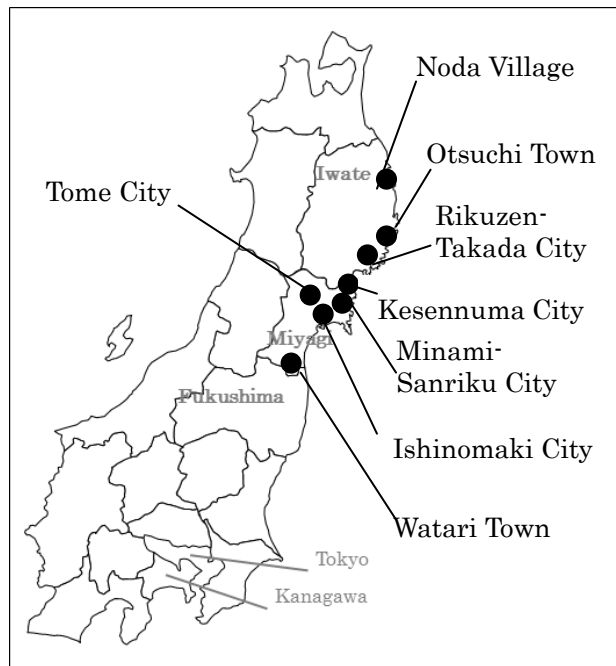 Noda Village
Otsuchi Town
Iwate
Tome City
Rikuzen-
Takada City
Kesennuma City
Miyagi
Minami-
Sanriku City
Fukushima
Ishinomaki City
Watari Town
Tokyo
Kanagawa